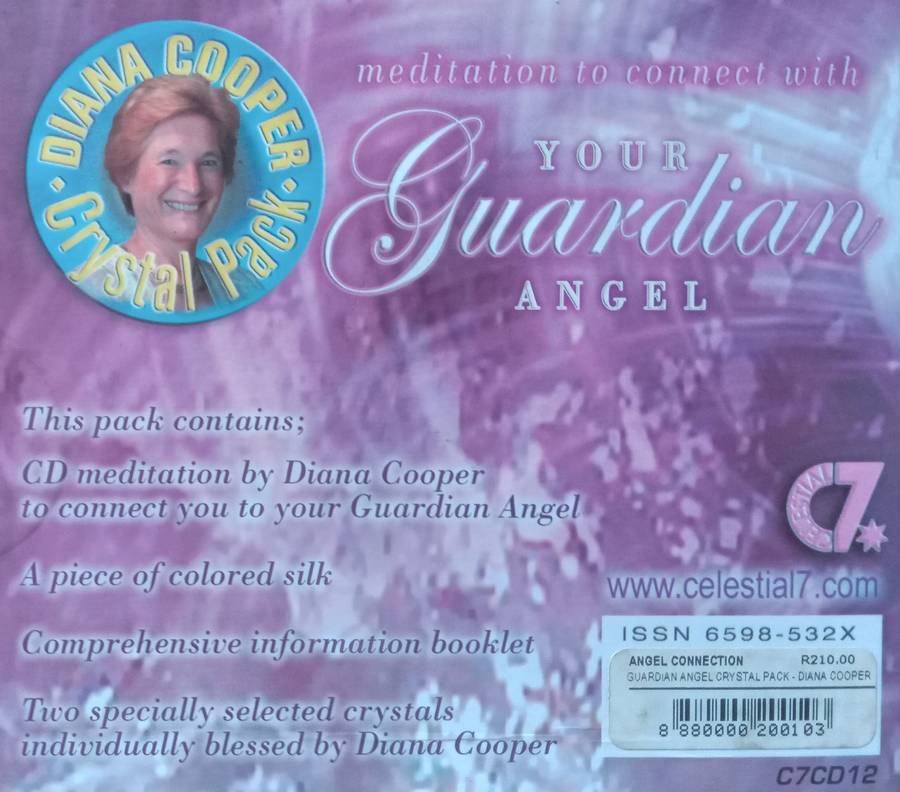 DIANA COOPER
Crystal Pack
meditation to connect with
YOUR
Guardian
ANGEL
This pack contains;
CD meditation by Diana Cooper
to connect you to your Guardian Angel
A piece of colored silk
Comprehensive information booklet
Two specially selected crystals
individually blessed by Diana Cooper
CELESTIAL
C7
www.celestial7.com
ISSN 6598-532X
ANGEL CONNECTION R210.00
GUARDIAN ANGEL CRYSTAL PACK - DIANA COOPER
8 880000 200103
C7CD12